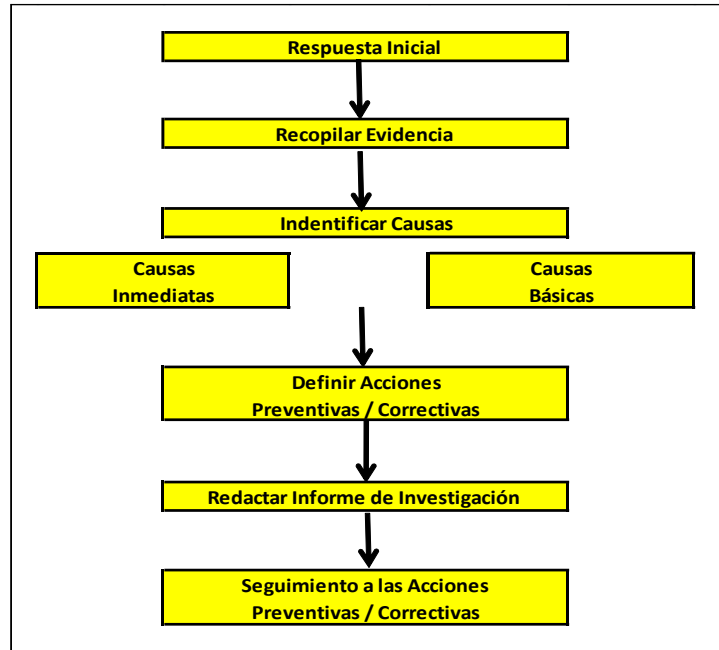 Respuesta Inicial
Recopilar Evidencia
Indentificar Causas
Causas
Inmediatas
Causas
Básicas
Definir Acciones
Preventivas / Correctivas
Redactar Informe de Investigación
Seguimiento a las Acciones
Preventivas / Correctivas